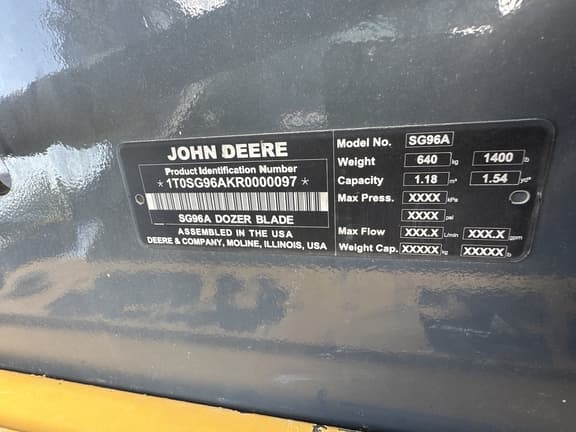 JOHN DEERE
Product Identification Number
*1T0SG96AKR0000097*
SG96A DOZER BLADE
ASSEMBLED IN THE USA
DEERE & COMPANY, MOLINE, ILLINOIS, USA
Model No. SG96A
Weight 640 kg 1400
Capacity 1.18 m³ 1.54 yd³
Max Press. XXXX kPa
XXXX psi
Max Flow XXX.X L/min XXX.X gpm
Weight Cap. XXXXX kg XXXXX lb